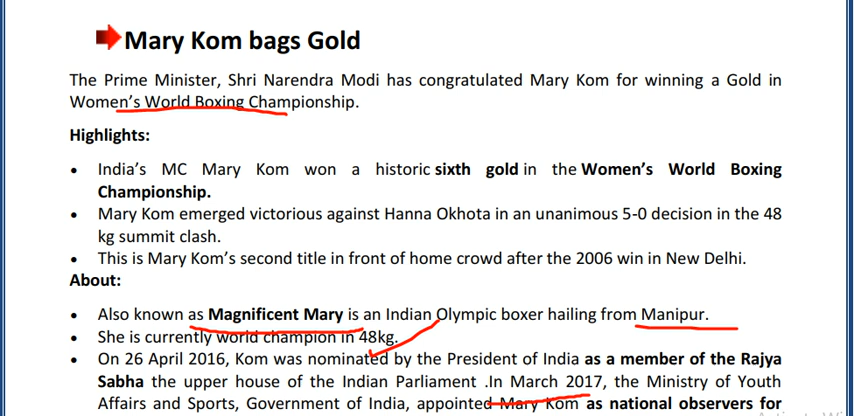 Mary Kom bags Gold
The Prime Minister, Shri Narendra Modi has congratulated Mary Kom for winning a Gold in
Women's World Boxing Championship.
Highlights:
• India's MC Mary Kom won a historic sixth gold in the Women's World Boxing
Championship.
• Mary Kom emerged victorious against Hanna Okhota in an unanimous 5-0 decision in the 48
kg summit clash.
• This is Mary Kom's second title in front of home crowd after the 2006 win in New Delhi.
About:
• Also known as Magnificent Mary is an Indian Olympic boxer hailing from Manipur.
• She is currently world champion in 48kg.
• On 26 April 2016, Kom was nominated by the President of India as a member of the Rajya
Sabha the upper house of the Indian Parliament .In March 2017, the Ministry of Youth
Affairs and Sports, Government of India, appointed Mary Kom as national observers for